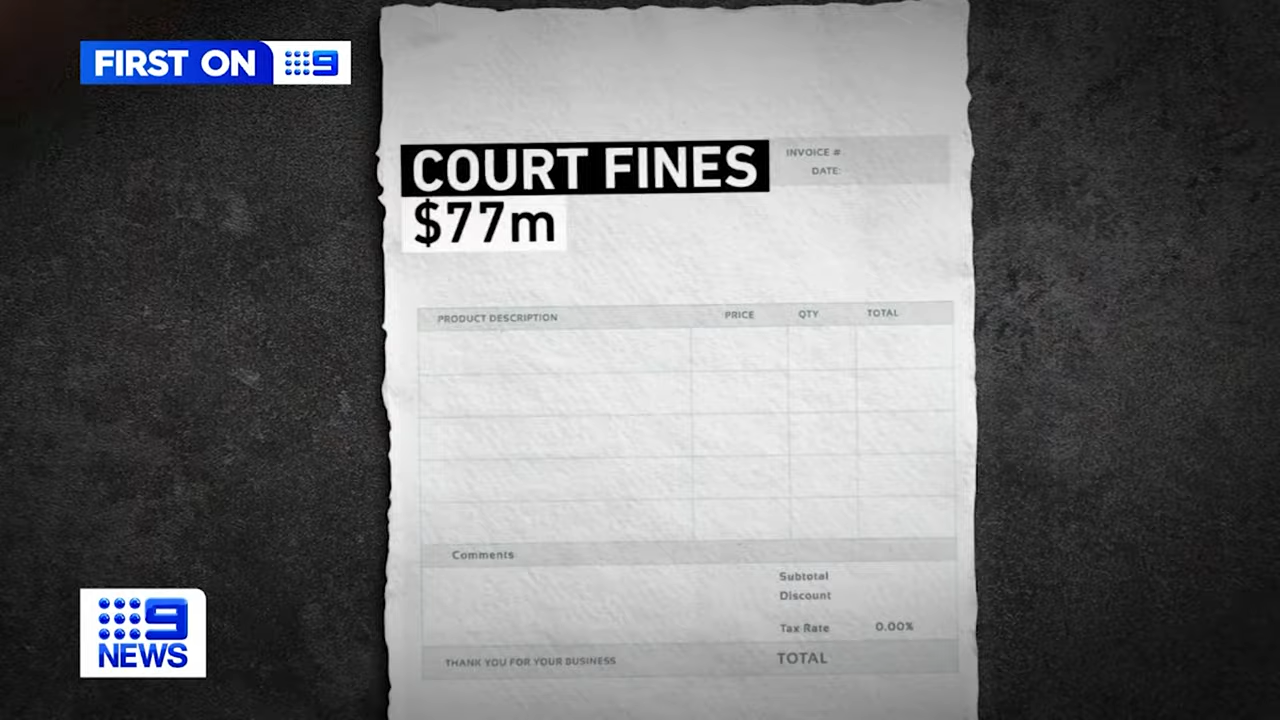 FIRST ON 9
COURT FINES
$77m
INVOICE #
DATE:
PRODUCT DESCRIPTION PRICE QTY TOTAL
Comments
Subtotal
Discount
Tax Rate 0.00%
THANK YOU FOR YOUR BUSINESS TOTAL
9
NEWS